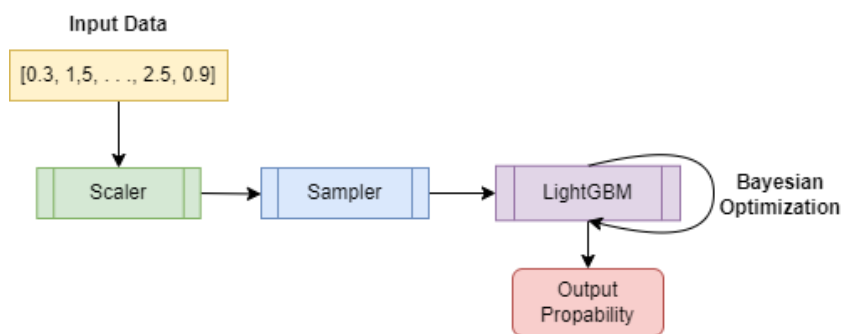 Input Data
[0.3, 1,5, . . ., 2.5, 0.9]
Scaler
Sampler
LightGBM
Bayesian
Optimization
Output
Propability